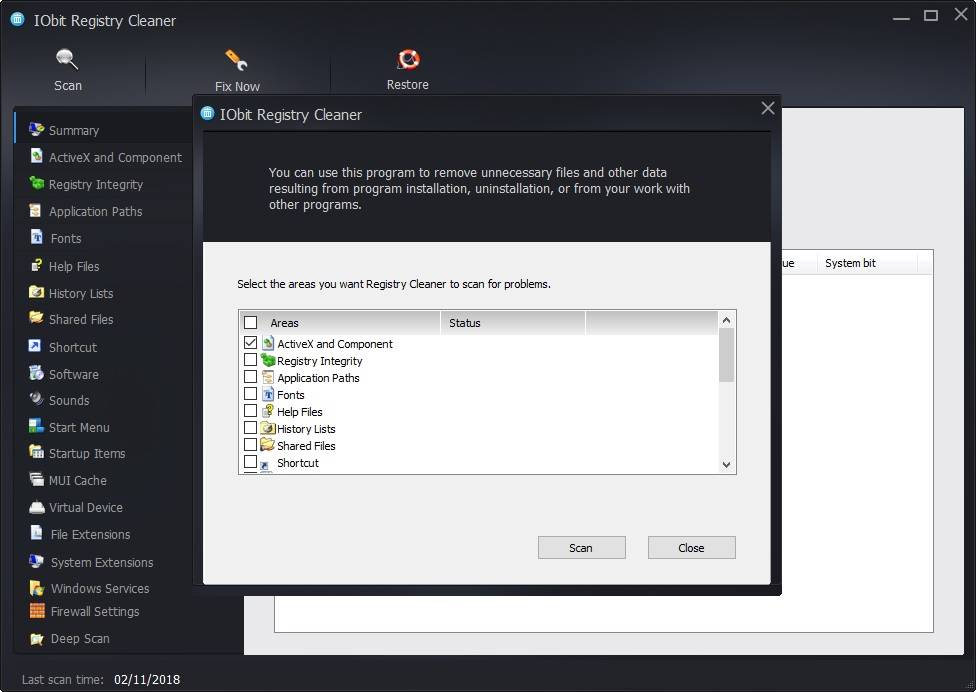 IObit Registry Cleaner
Scan
Fix Now
Restore
Summary
ActiveX and Component
Registry Integrity
Application Paths
Fonts
Help Files
History Lists
Shared Files
Shortcut
Software
Sounds
Start Menu
Startup Items
MUI Cache
Virtual Device
File Extensions
System Extensions
Windows Services
Firewall Settings
Deep Scan
ue System bit
IObit Registry Cleaner
You can use this program to remove unnecessary files and other data
resulting from program installation, uninstallation, or from your work with
other programs.
Select the areas you want Registry Cleaner to scan for problems.
Areas Status
ActiveX and Component
Registry Integrity
Application Paths
Fonts
Help Files
History Lists
Shared Files
Shortcut
Scan Close
Last scan time: 02/11/2018